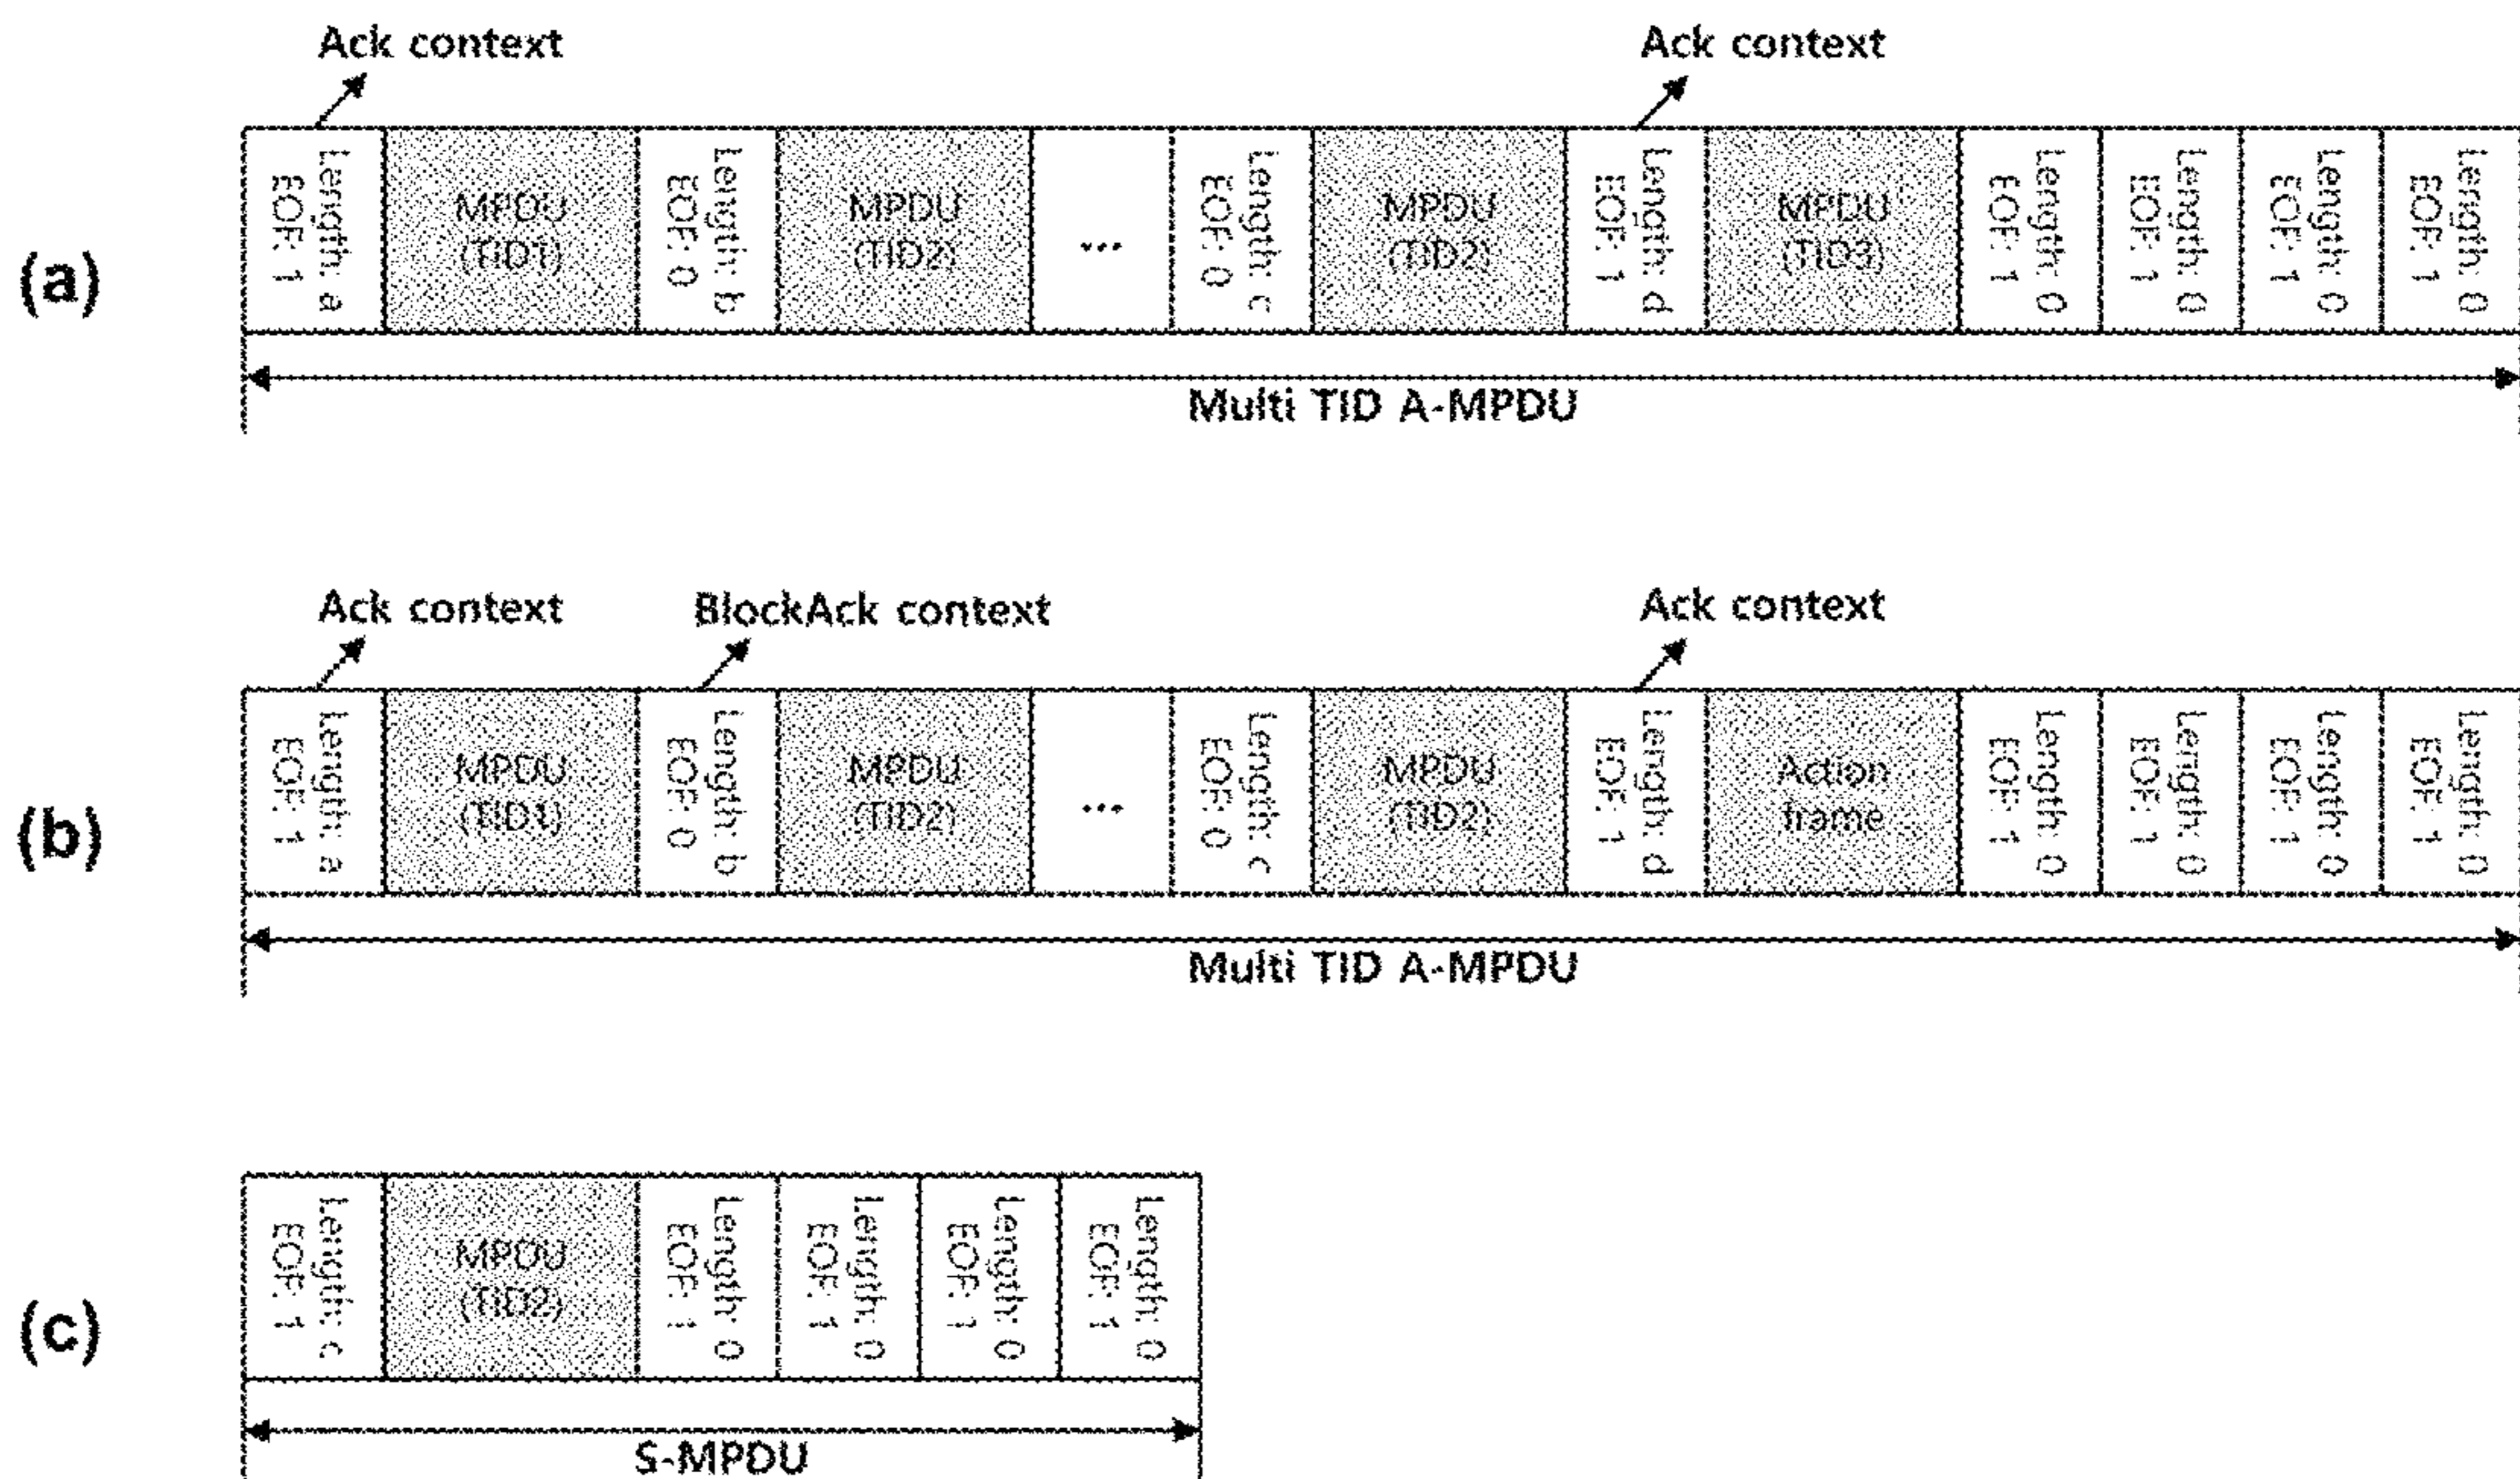 Ack context
Ack context
(a)
Length: a
EOF: 1
MPDU
(TID1)
Length: b
EOF: 0
MPDU
(TID2)
...
Length: c
EOF: 0
MPDU
(TID2)
Length: d
EOF: 1
MPDU
(TID3)
Length: 0
EOF: 1
Length: 0
EOF: 1
Length: 0
EOF: 1
Length: 0
EOF: 1
Multi TID A-MPDU
Ack context
BlockAck context
Ack context
(b)
Length: a
EOF: 1
MPDU
(TID1)
Length: b
EOF: 0
MPDU
(TID2)
...
Length: c
EOF: 0
MPDU
(TID2)
Length: d
EOF: 1
Action
frame
Length: 0
EOF: 1
Length: 0
EOF: 1
Length: 0
EOF: 1
Length: 0
EOF: 1
Multi TID A-MPDU
(c)
Length: c
EOF: 1
MPDU
(TID2)
Length: 0
EOF: 1
Length: 0
EOF: 1
Length: 0
EOF: 1
Length: 0
EOF: 1
S-MPDU